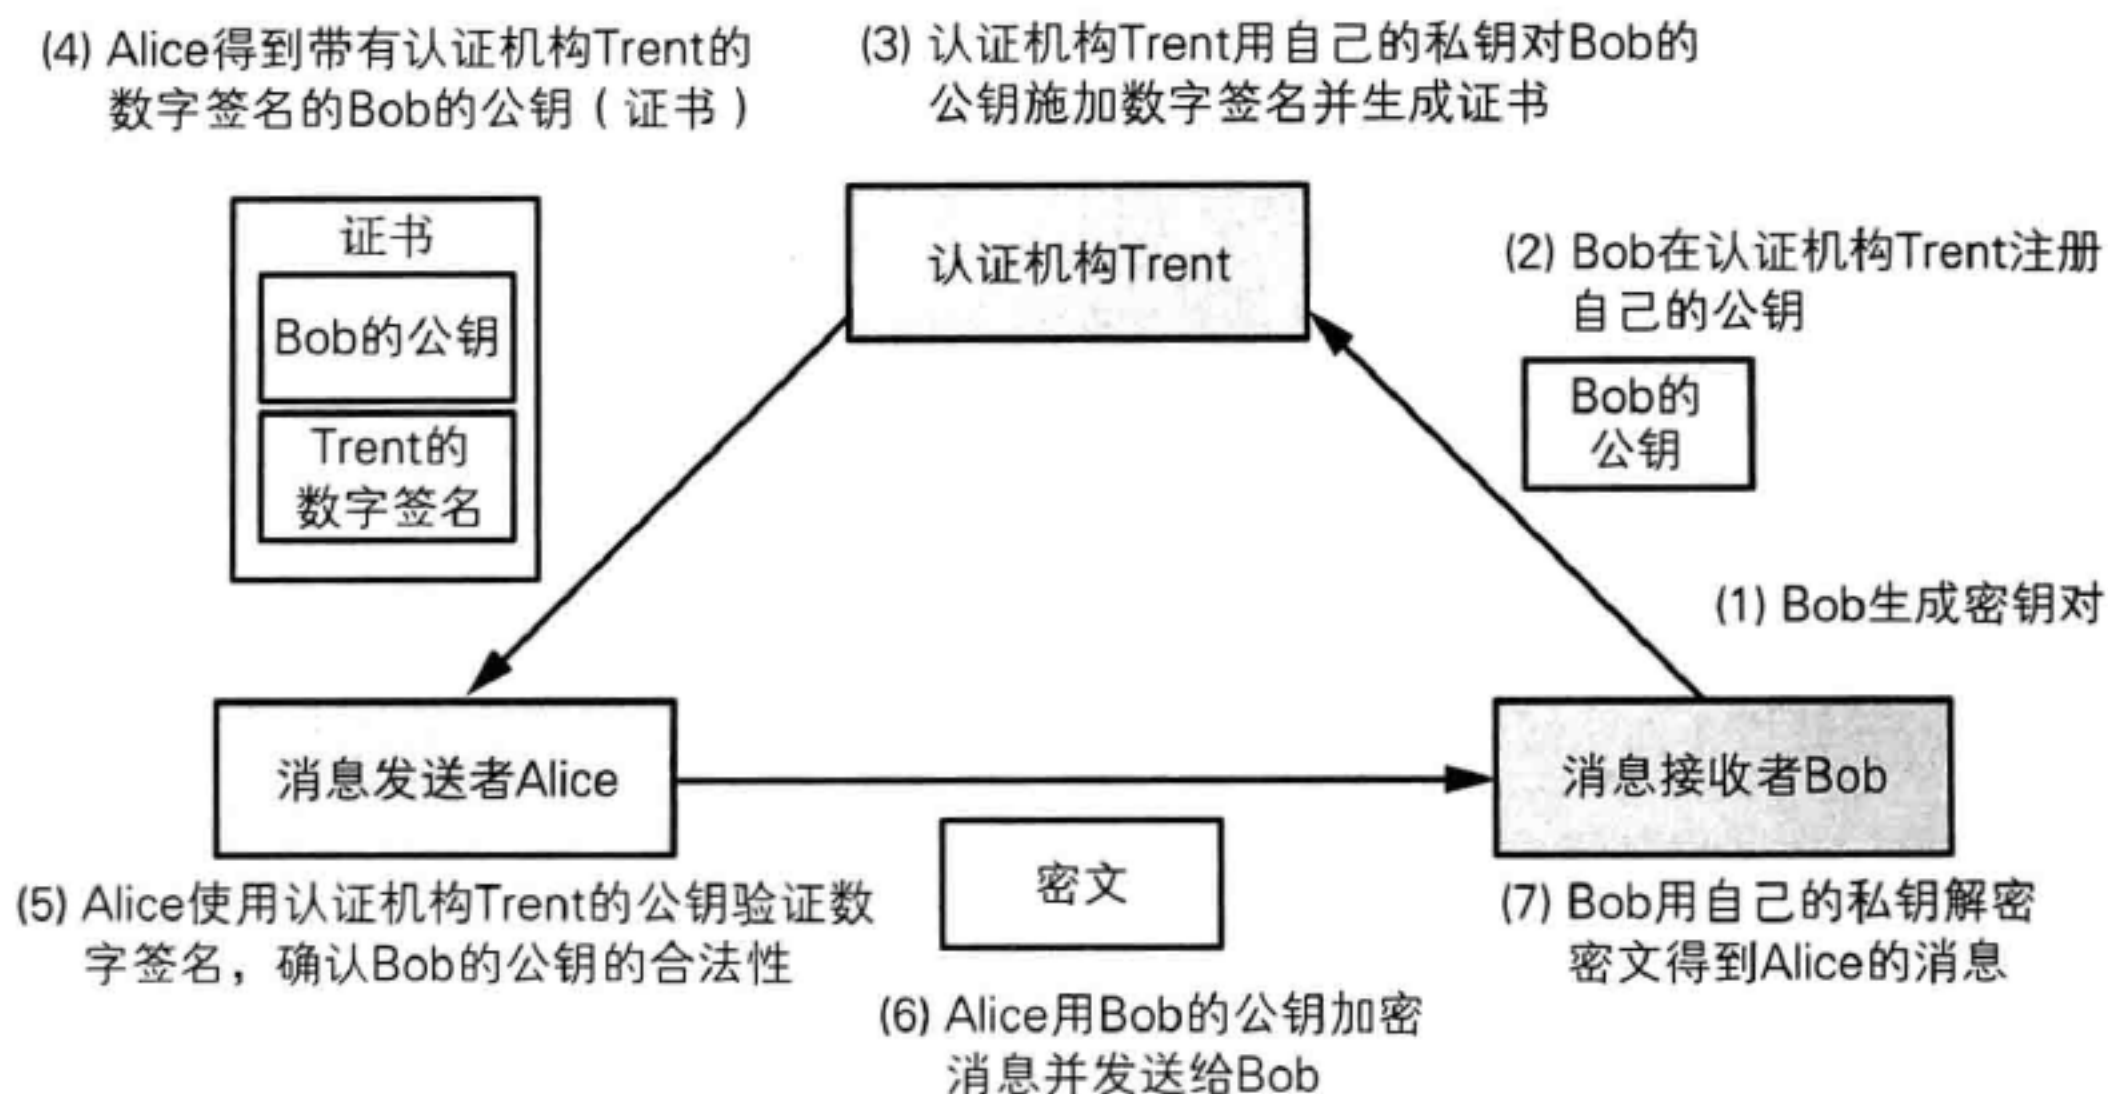 (4) Alice得到带有认证机构Trent的
数字签名的Bob的公钥（证书）
(3) 认证机构Trent用自己的私钥对Bob的
公钥施加数字签名并生成证书
证书
Bob的公钥
Trent的
数字签名
认证机构Trent
(2) Bob在认证机构Trent注册
自己的公钥
Bob的
公钥
(1) Bob生成密钥对
消息发送者Alice
消息接收者Bob
密文
(5) Alice使用认证机构Trent的公钥验证数
字签名，确认Bob的公钥的合法性
(6) Alice用Bob的公钥加密
消息并发送给Bob
(7) Bob用自己的私钥解密
密文得到Alice的消息